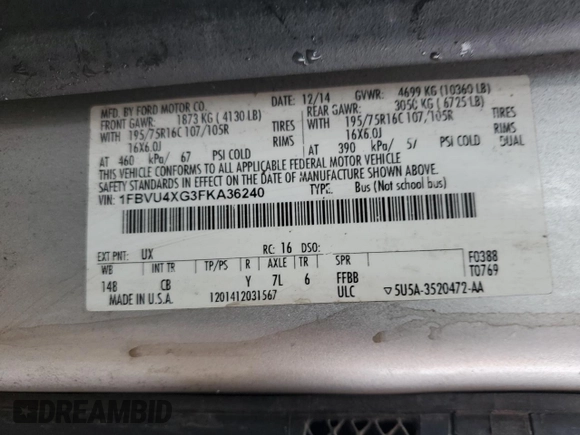 MFD. BY FORD MOTOR CO.
DATE: 12/14 GVWR: 4699 KG (10360 LB)
FRONT GAWR: 1873 KG (4130 LB)
REAR GAWR: 3050 KG (6725 LB)
WITH 195/75R16C 107/105R TIRES
WITH 195/75R16C 107/105R TIRES
16X6.0J RIMS
16X6.0J RIMS
AT 460 kPa/ 67 PSI COLD
AT 390 kPa/ 57 PSI COLD
THIS VEHICLE CONFORMS TO ALL APPLICABLE FEDERAL MOTOR VEHICLE
SAFETY STANDARDS IN EFFECT ON THE DATE OF MANUFACTURE SHOWN ABOVE.
VIN: 1FBVU4XG3FKA36240
TYPE: BUS (Not school Bus)
EXT PNT: UX RC: 16 DSO: F0388
WB INT TR TP/PS R AXLE TR SPR T0769
148 CB Y 7L 6 FFBB
MADE IN U.S.A. 1201412031567 ULC ▽5U5A-3520472-AA
DREAMBID